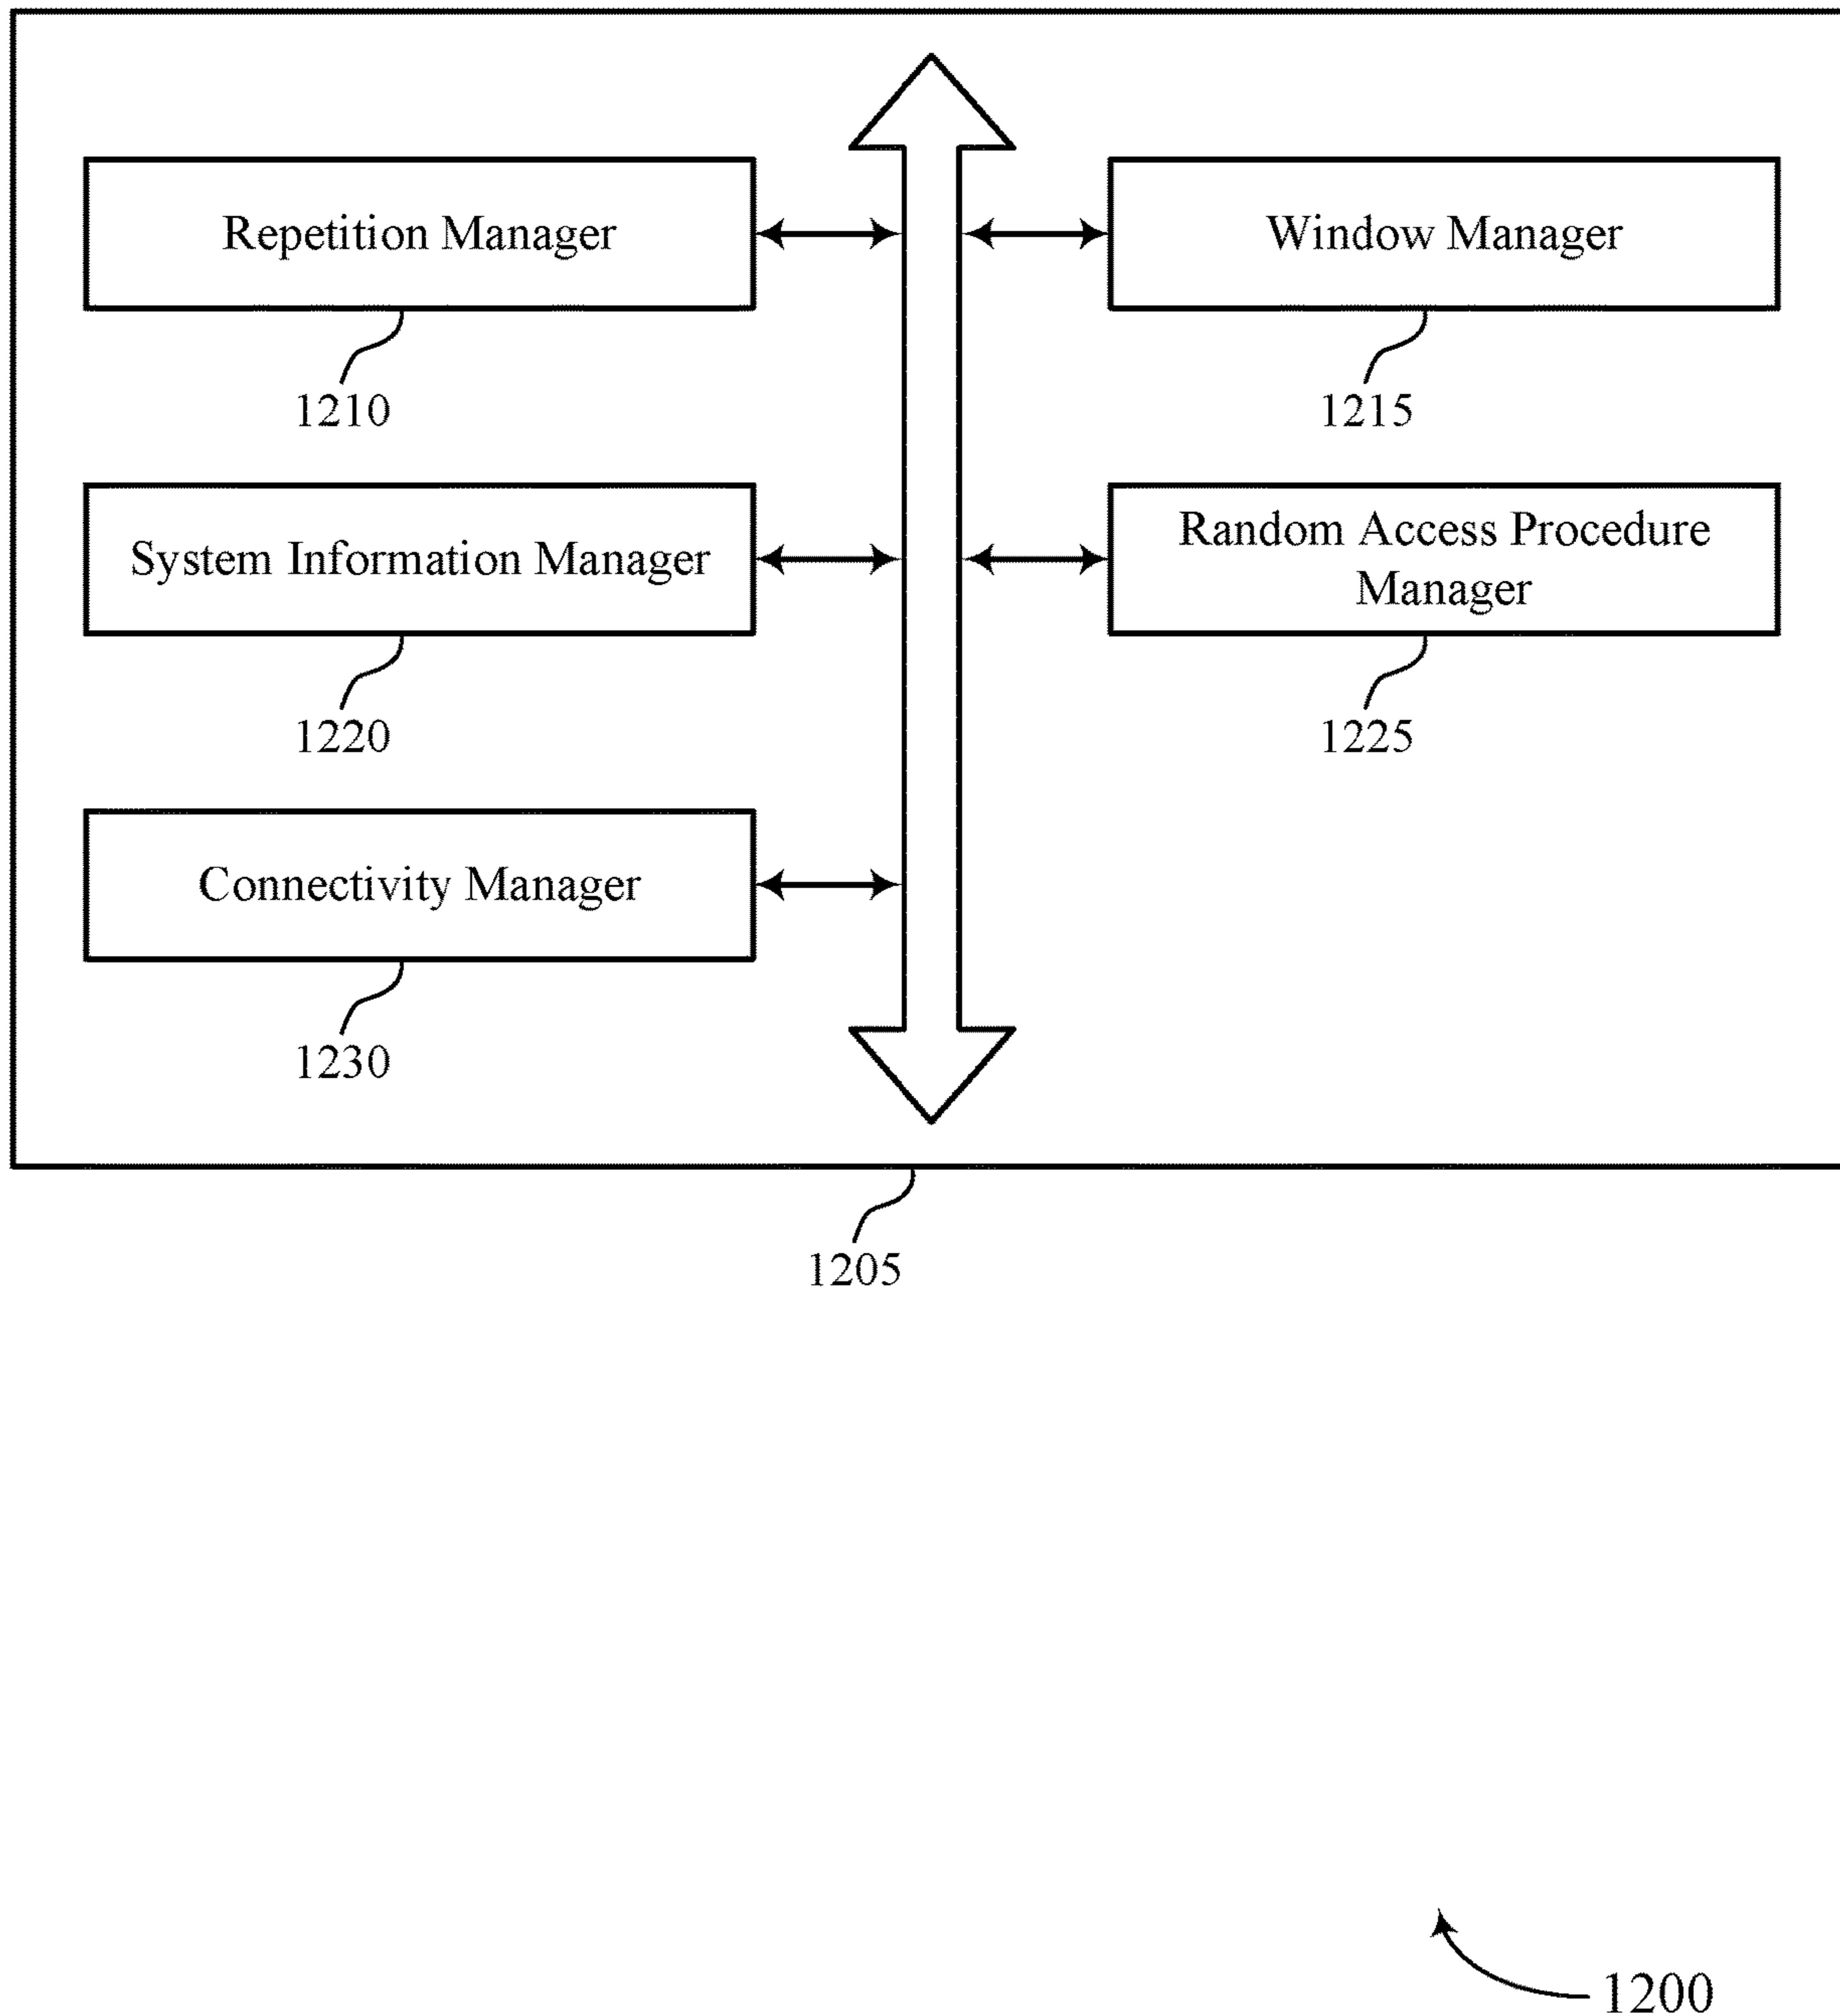 Repetition Manager
1210
Window Manager
1215
System Information Manager
1220
Random Access Procedure
Manager
1225
Connectivity Manager
1230
1205
1200